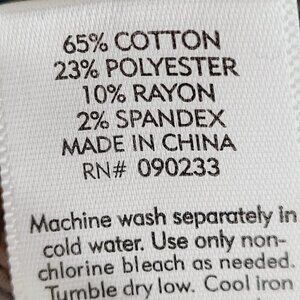 65% COTTON
23% POLYESTER
10% RAYON
2% SPANDEX
MADE IN CHINA
RN# 090233
Machine wash separately in
cold water. Use only non-
chlorine bleach as needed.
Tumble dry low. Cool iron